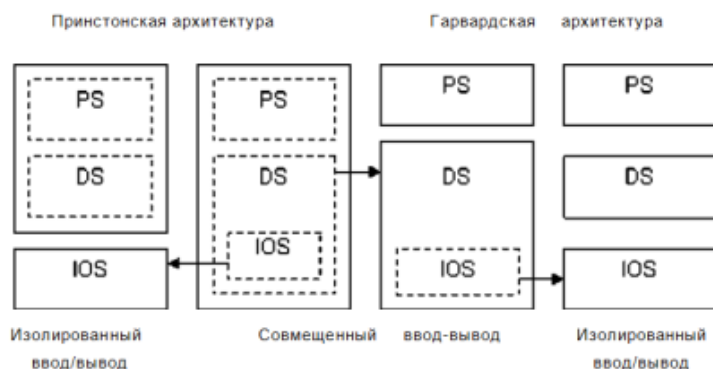 Принстонская архитектура Гарвардская архитектура
PS PS PS PS
DS DS DS DS
IOS IOS IOS IOS
Изолированный Совмещенный ввод-вывод Изолированный
ввод/вывод ввод/вывод